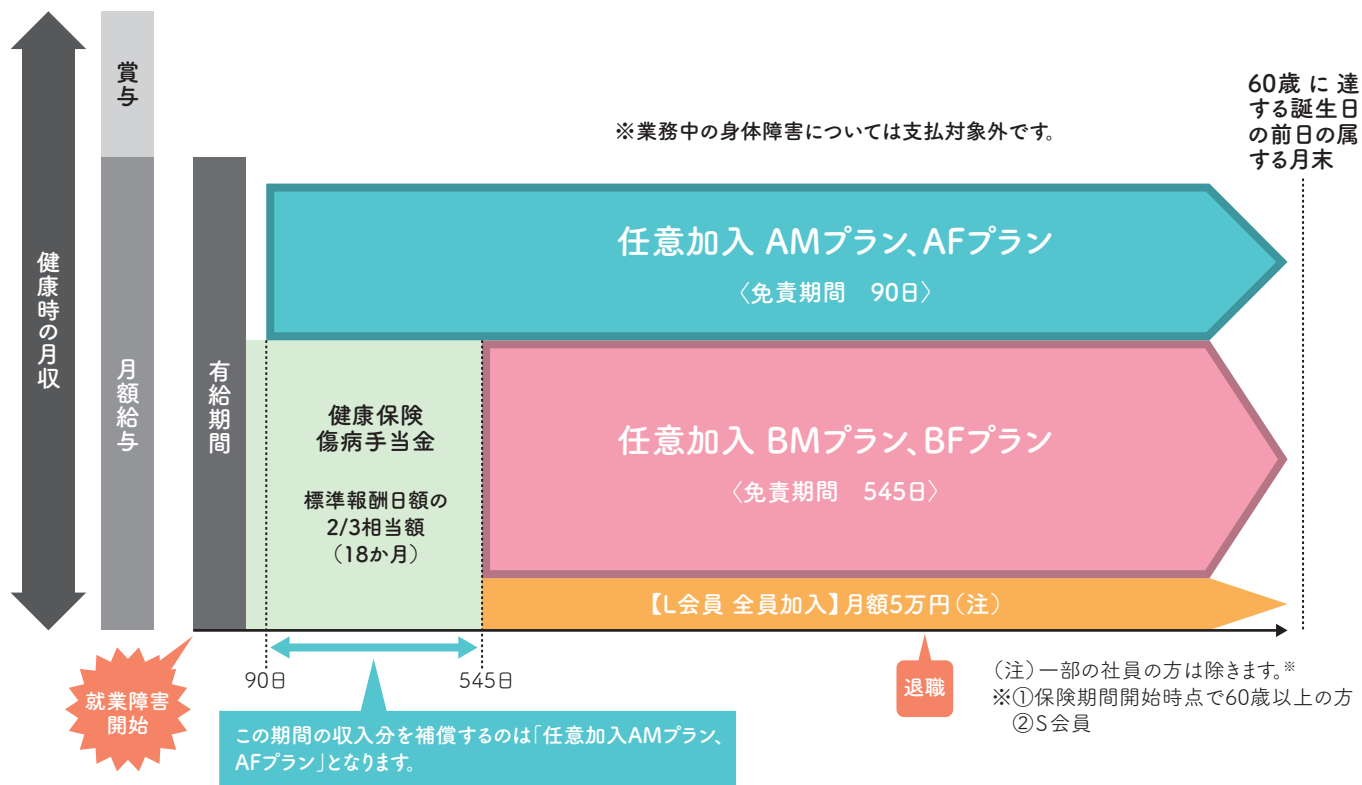 健康時の月収
賞与
月額給与
有給期間
※業務中の身体障害については支払対象外です。
60歳に達
する誕生日
の前日の属
する月末
任意加入 AMプラン、AFプラン
〈免責期間　90日〉
健康保険
傷病手当金
標準報酬日額の
2/3相当額
（18か月）
任意加入 BMプラン、BFプラン
〈免責期間　545日〉
【L会員 全員加入】月額5万円（注）
就業障害
開始
90日
545日
この期間の収入分を補償するのは「任意加入AMプラン、
AFプラン」となります。
退職
（注）一部の社員の方は除きます。※
※①保険期間開始時点で60歳以上の方
②S会員